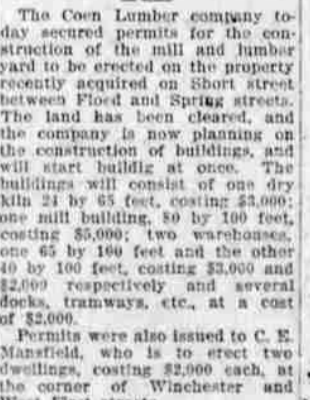 The Coen Lumber company to-
day secured permits for the con-
struction of the mill and lumber
yard to be erected on the property
recently acquired on Short street
between Floed and Spring streets.
The land has been cleared, and
the company is now planning on
the construction of buildings, and
will start buildig at once. The
buildings will consist of one dry
kiln 24 by 65 feet, costing $3,000;
one mill building, 80 by 100 feet,
costing $5,000; two warehouses,
one 65 by 100 feet and the other
40 by 100 feet, costing $3,000 and
$2,000 respectively and several
docks, tramways, etc., at a cost
of $2,000.
Permits were also issued to C. E.
Mansfield, who is to erect two
dwellings, costing $2,000 each, at
the corner of Winchester and